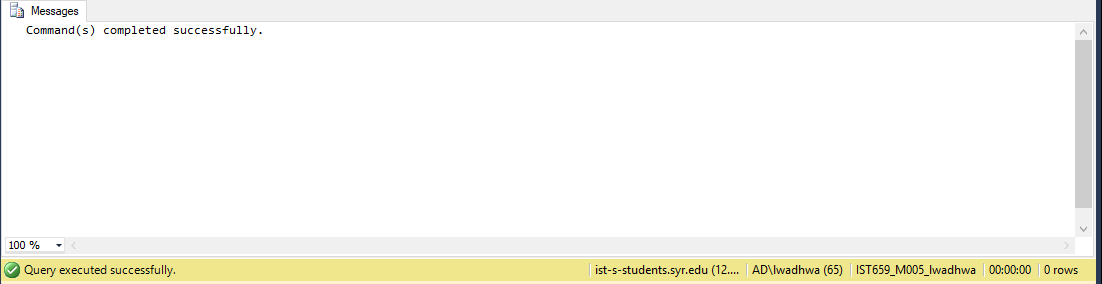 Messages
Command(s) completed successfully.
100 %
Query executed successfully.
ist-s-students.syr.edu (12....
AD\lwadhwa (65)
IST659_M005_lwadhwa
00:00:00
0 rows